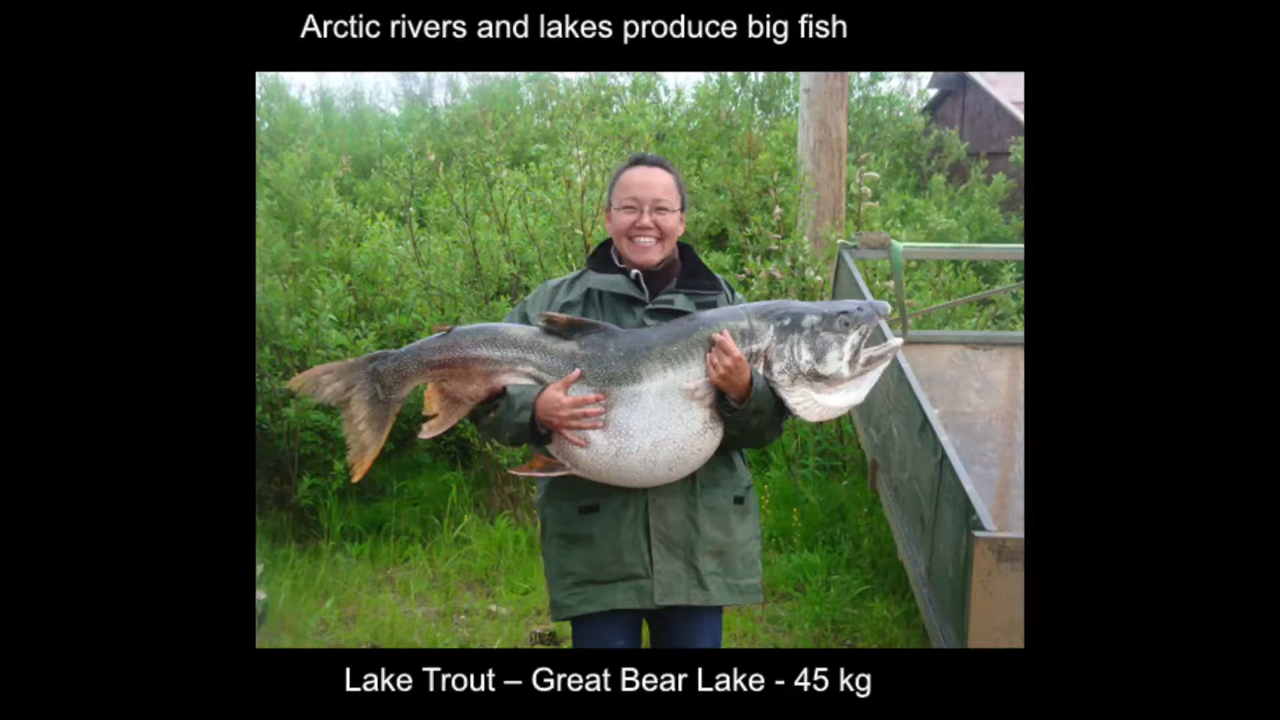 Arctic rivers and lakes produce big fish
Lake Trout – Great Bear Lake - 45 kg